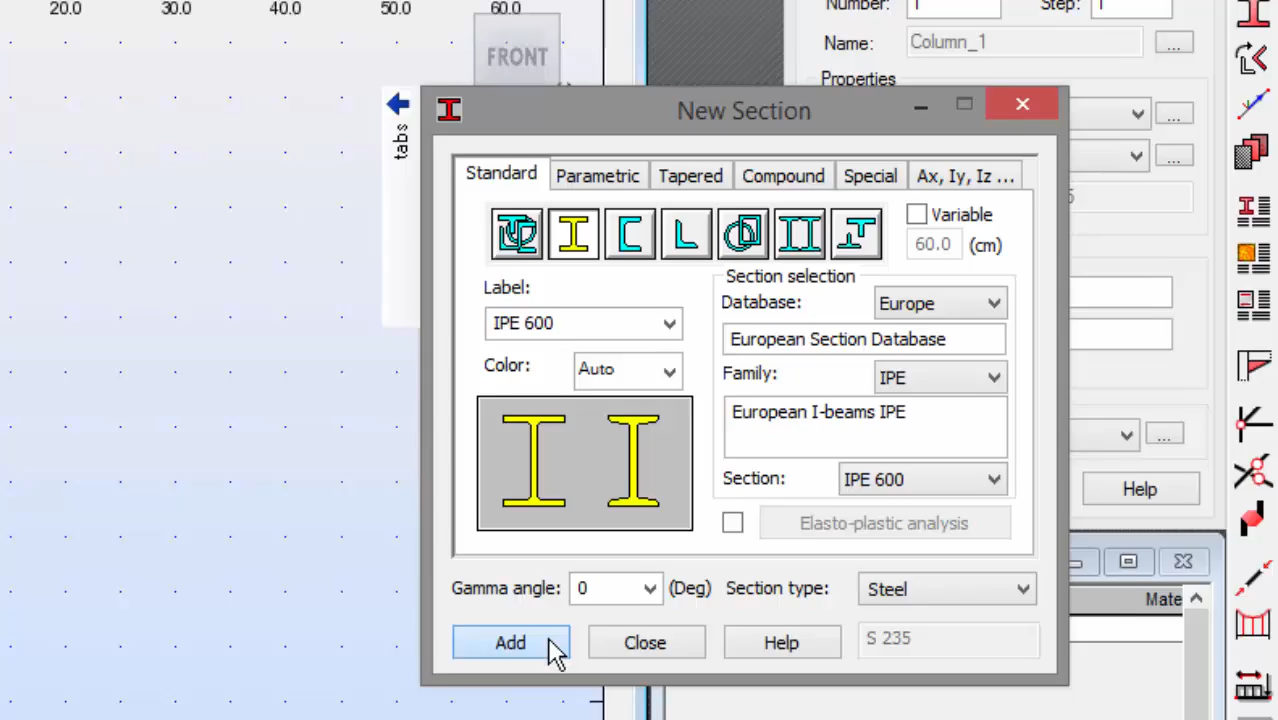 20.0 30.0 40.0 50.0 60.0
Number: 1 Step: 1
FRONT
Name: Column_1 ...
Properties
tabs
New Section
...
...
Standard Parametric Tapered Compound Special Ax, Iy, Iz ...
Variable
60.0 (cm)
Label:
IPE 600
Color: Auto
Section selection
Database: Europe
European Section Database
Family: IPE
European I-beams IPE
Section: IPE 600
Elasto-plastic analysis
...
Help
Gamma angle: 0 (Deg) Section type: Steel
Add Close Help S 235
Mate